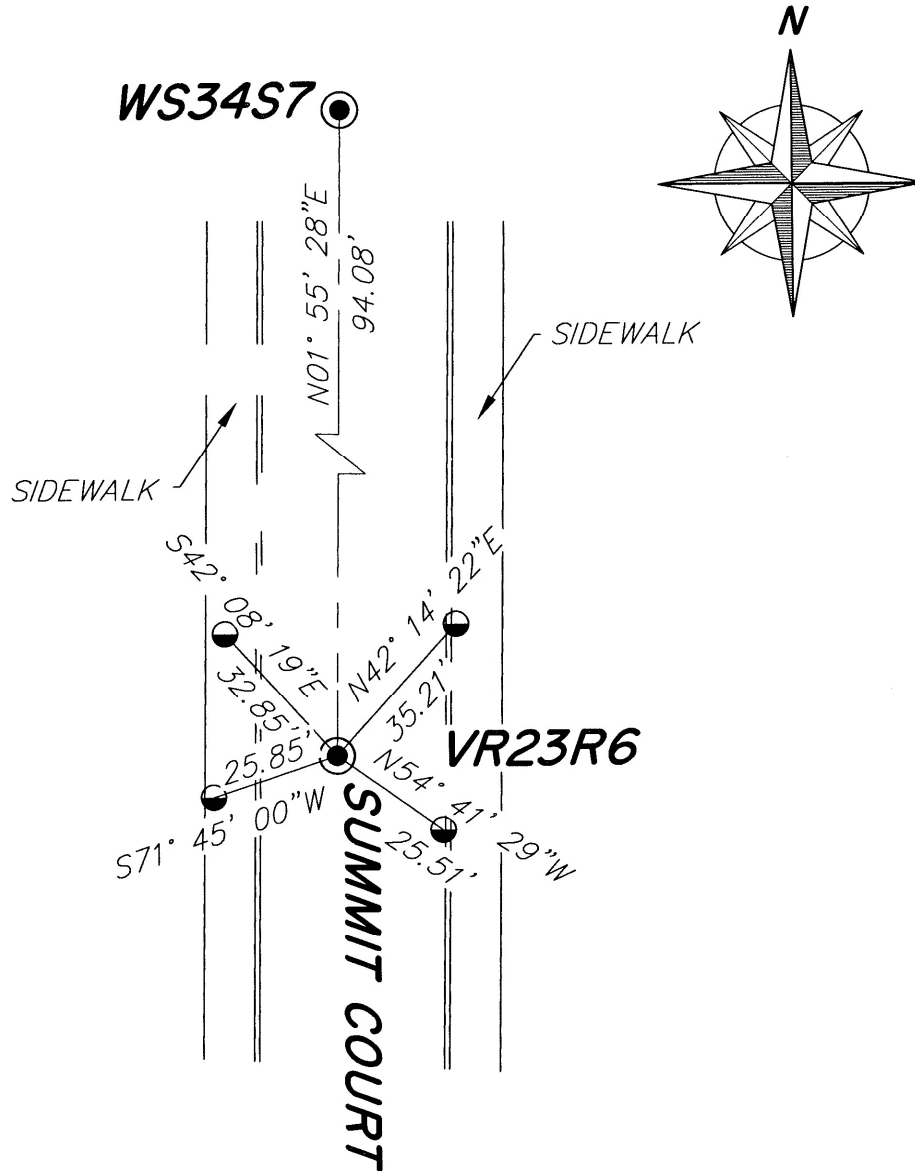 N
WS34S7
N01° 55' 28"E
94.08'
SIDEWALK
SIDEWALK
S42° 08' 19"E
32.85'
N42° 14' 22"E
35.21'
VR23R6
25.85'
S71° 45' 00"W
N54° 41' 29"W
25.51'
SUMMIT COURT